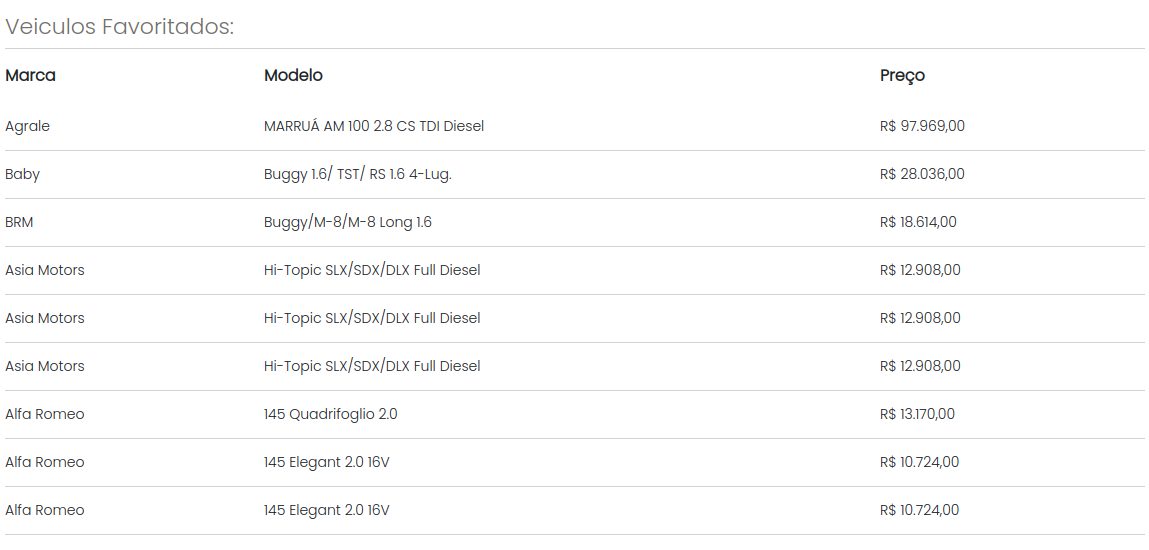 Veiculos Favoritados:
Marca Modelo Preço
Agrale MARRUÁ AM 100 2.8 CS TDI Diesel R$ 97.969,00
Baby Buggy 1.6/ TST/ RS 1.6 4-Lug. R$ 28.036,00
BRM Buggy/M-8/M-8 Long 1.6 R$ 18.614,00
Asia Motors Hi-Topic SLX/SDX/DLX Full Diesel R$ 12.908,00
Asia Motors Hi-Topic SLX/SDX/DLX Full Diesel R$ 12.908,00
Asia Motors Hi-Topic SLX/SDX/DLX Full Diesel R$ 12.908,00
Alfa Romeo 145 Quadrifoglio 2.0 R$ 13.170,00
Alfa Romeo 145 Elegant 2.0 16V R$ 10.724,00
Alfa Romeo 145 Elegant 2.0 16V R$ 10.724,00